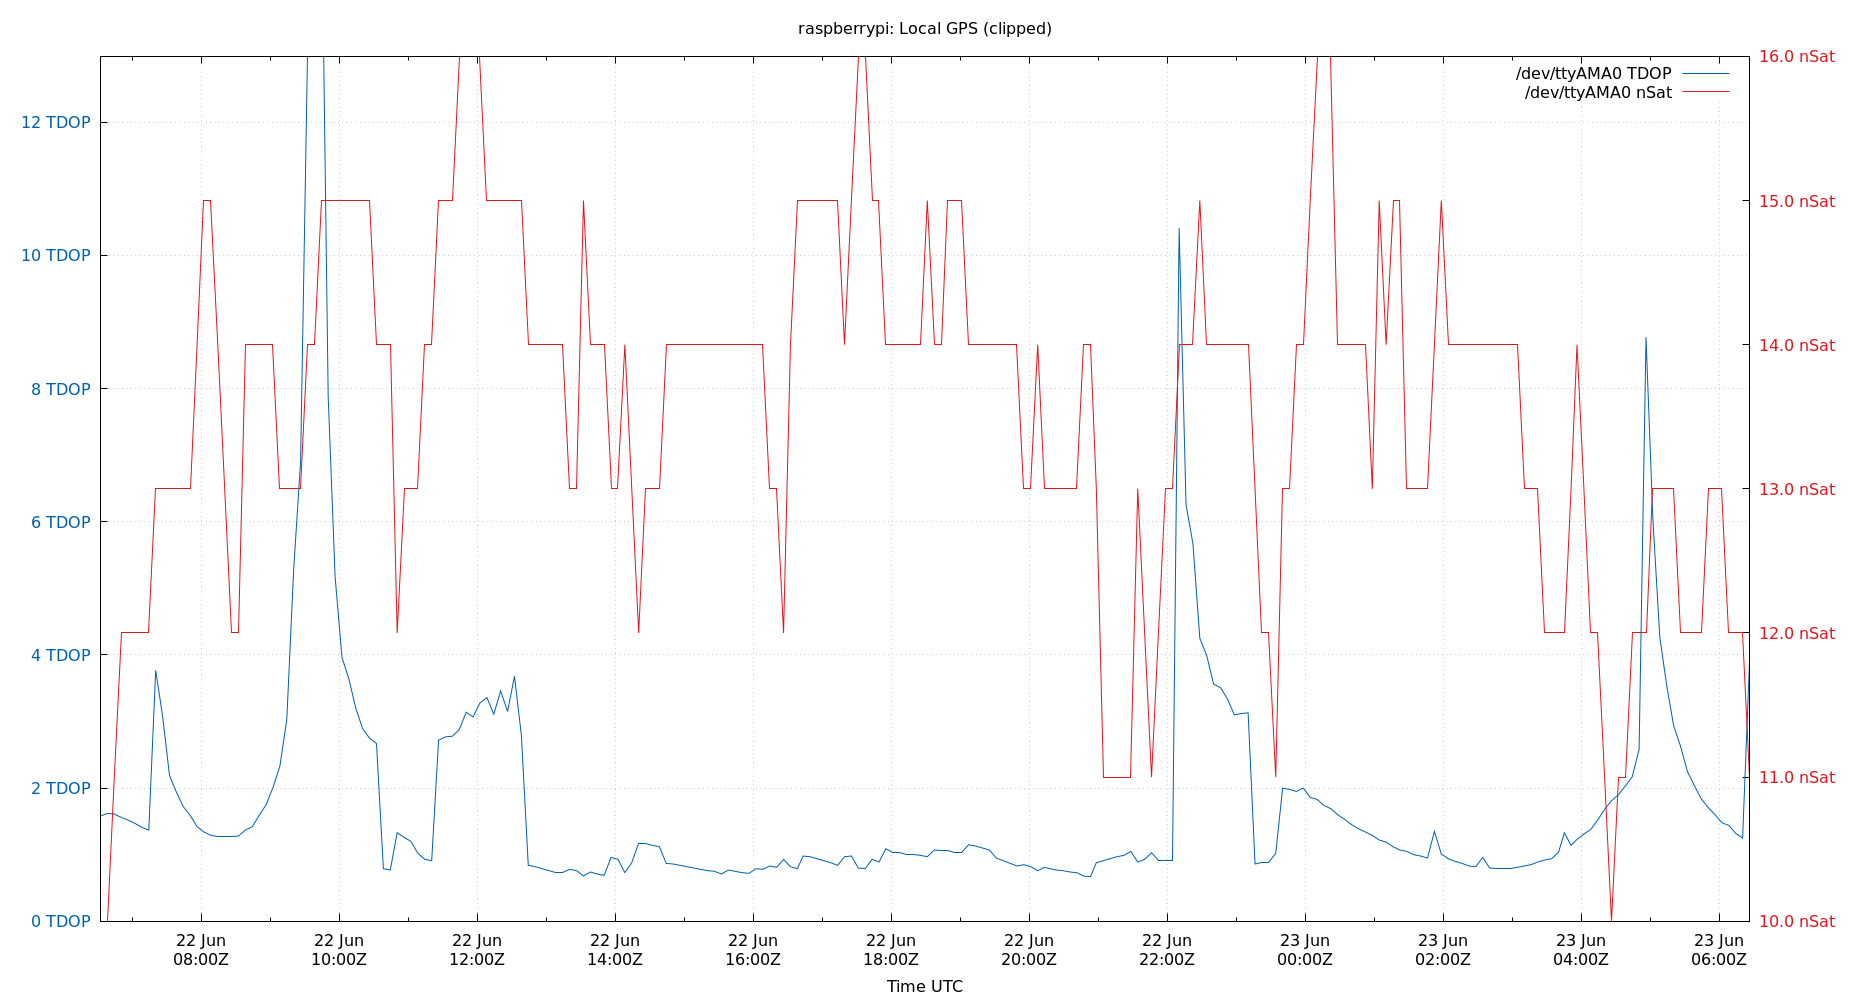 raspberrypi: Local GPS (clipped)
/dev/ttyAMA0 TDOP
/dev/ttyAMA0 nSat
12 TDOP
10 TDOP
8 TDOP
6 TDOP
4 TDOP
2 TDOP
0 TDOP
16.0 nSat
15.0 nSat
14.0 nSat
13.0 nSat
12.0 nSat
11.0 nSat
10.0 nSat
22 Jun
08:00Z
22 Jun
10:00Z
22 Jun
12:00Z
22 Jun
14:00Z
22 Jun
16:00Z
22 Jun
18:00Z
22 Jun
20:00Z
22 Jun
22:00Z
23 Jun
00:00Z
23 Jun
02:00Z
23 Jun
04:00Z
23 Jun
06:00Z
Time UTC